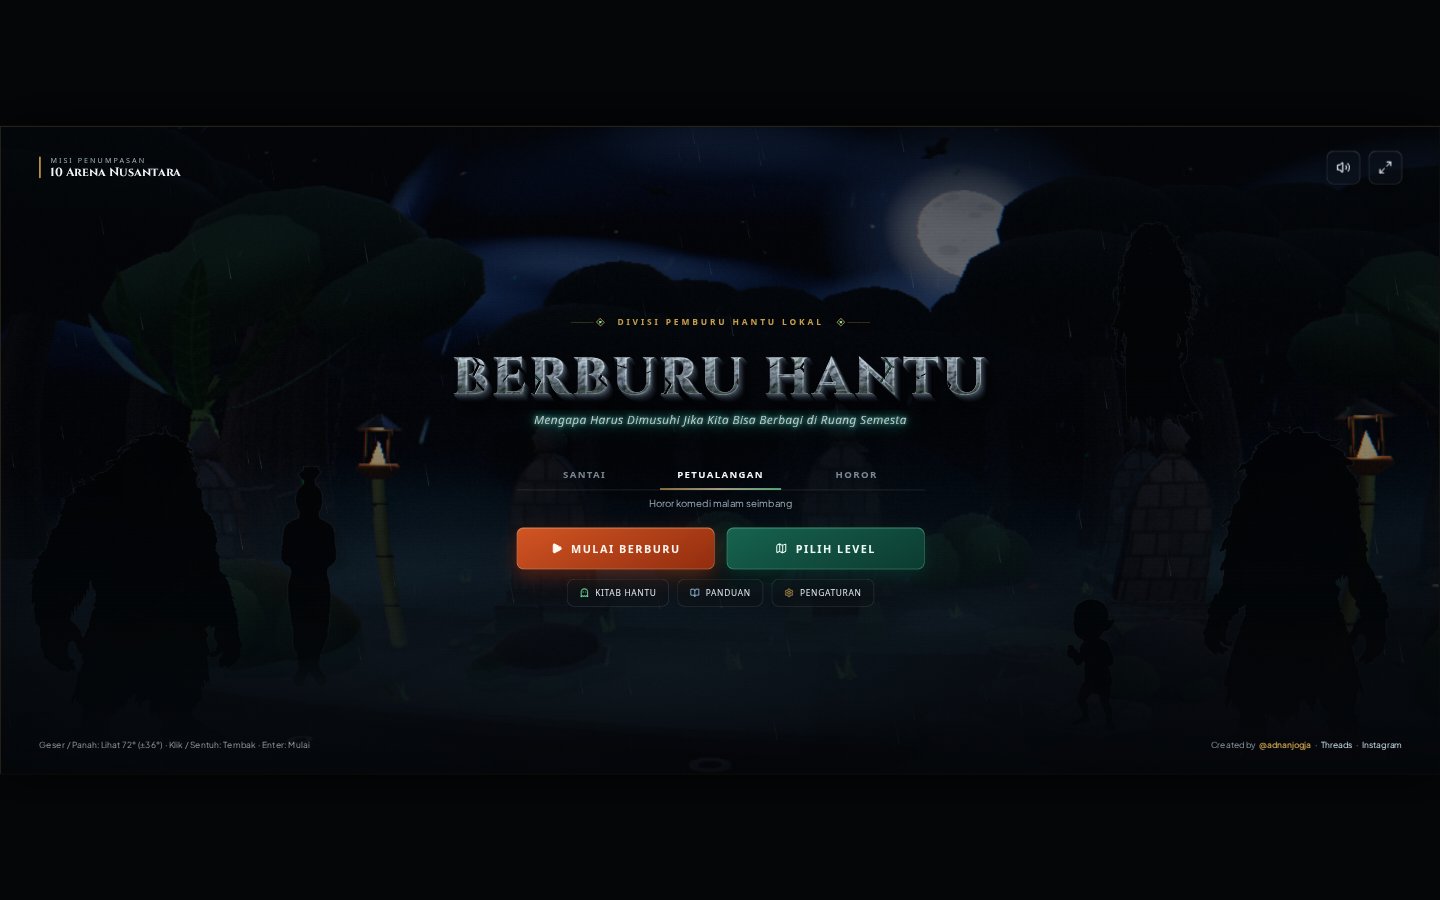 MISI PENUMPASAN
10 ARENA NUSANTARA
DIVISI PEMBURU HANTU LOKAL
BERBURU HANTU
Mengapa Harus Dimusuhi Jika Kita Bisa Berbagi di Ruang Semesta
SANTAI PETUALANGAN HOROR
Horor komedi malam seimbang
MULAI BERBURU PILIH LEVEL
KITAB HANTU PANDUAN PENGATURAN
Geser / Panah: Lihat 72° (±36°) · Klik / Sentuh: Tembak · Enter: Mulai
Created by @adnanjogja · Threads · Instagram